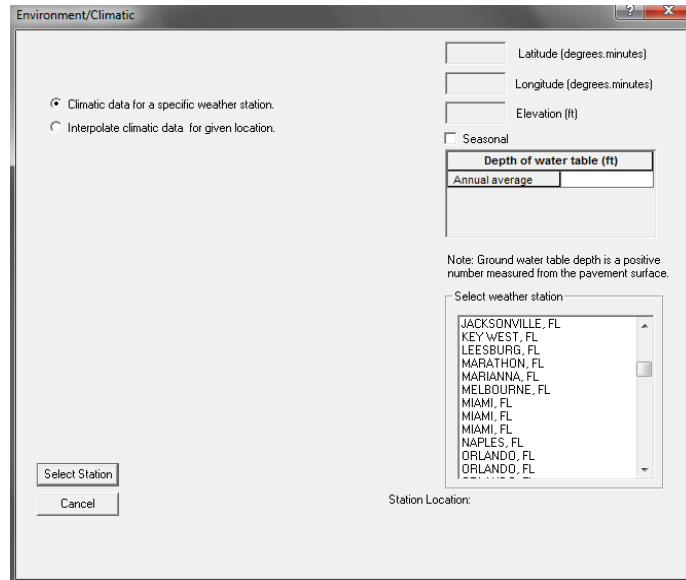 Environment/Climatic
Latitude (degrees.minutes)
Longitude (degrees.minutes)
Climatic data for a specific weather station.
Elevation (ft)
Interpolate climatic data for given location.
Seasonal
Depth of water table (ft)
Annual average
Note: Ground water table depth is a positive
number measured from the pavement surface.
Select weather station
JACKSONVILLE, FL
KEY WEST, FL
LEESBURG, FL
MARATHON, FL
MARIANNA, FL
MELBOURNE, FL
MIAMI, FL
MIAMI, FL
MIAMI, FL
NAPLES, FL
ORLANDO, FL
ORLANDO, FL
Select Station
Cancel
Station Location: